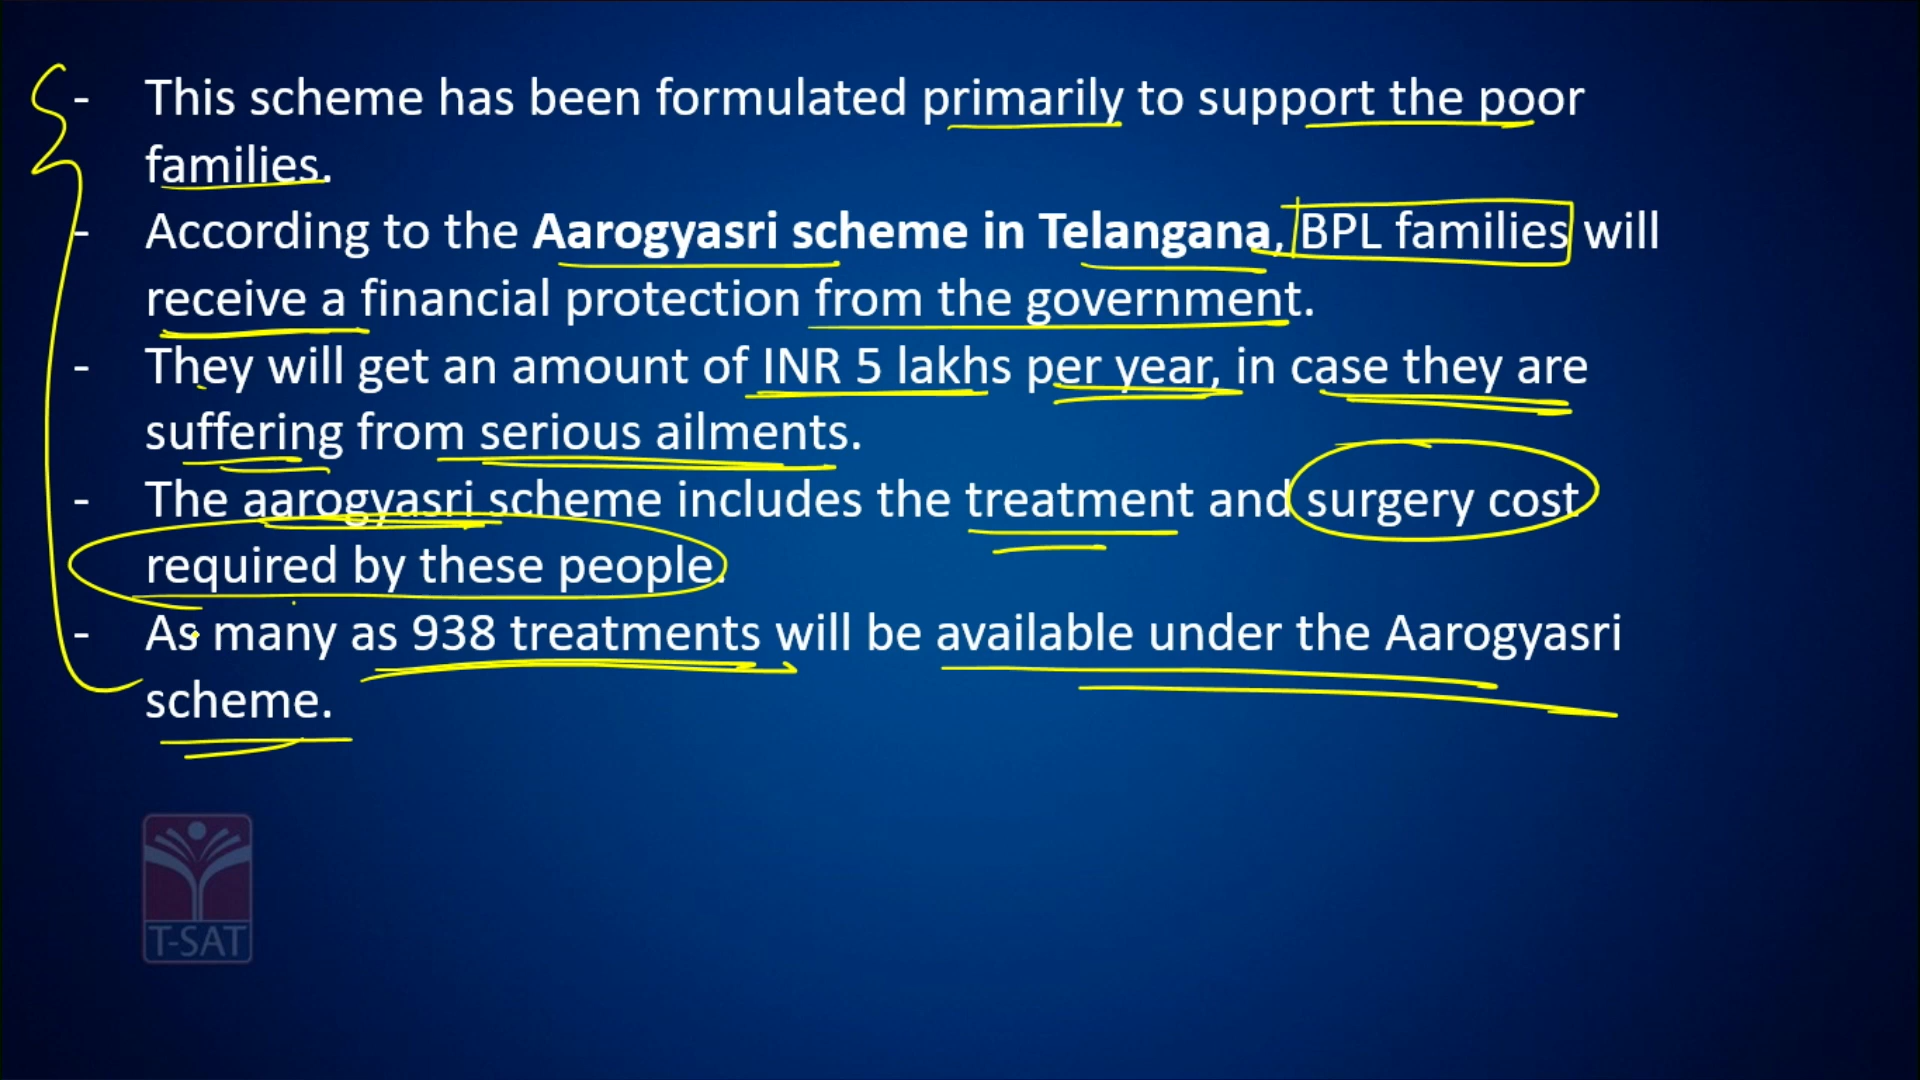 - This scheme has been formulated primarily to support the poor
families.
- According to the Aarogyasri scheme in Telangana, BPL families will
receive a financial protection from the government.
- They will get an amount of INR 5 lakhs per year, in case they are
suffering from serious ailments.
- The aarogyasri scheme includes the treatment and surgery cost
required by these people.
- As many as 938 treatments will be available under the Aarogyasri
scheme.
T-SAT